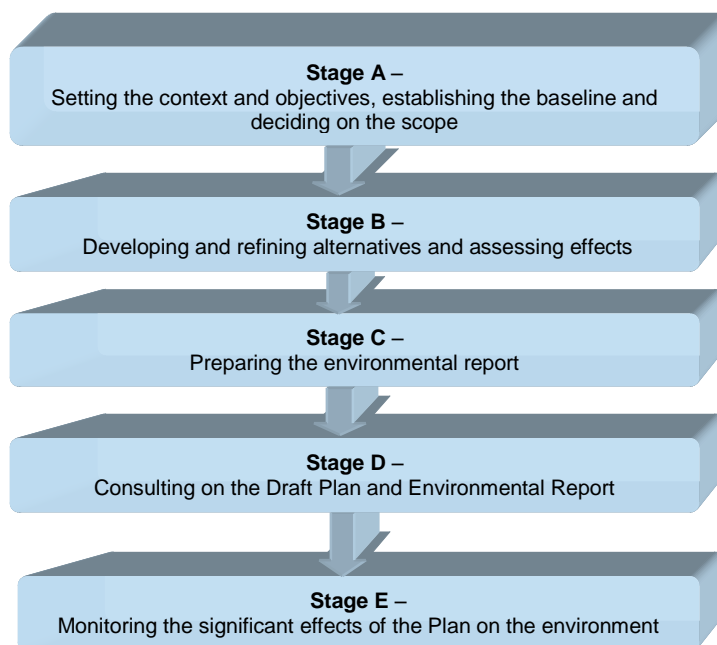 Stage A –
Setting the context and objectives, establishing the baseline and
deciding on the scope
Stage B –
Developing and refining alternatives and assessing effects
Stage C –
Preparing the environmental report
Stage D –
Consulting on the Draft Plan and Environmental Report
Stage E –
Monitoring the significant effects of the Plan on the environment